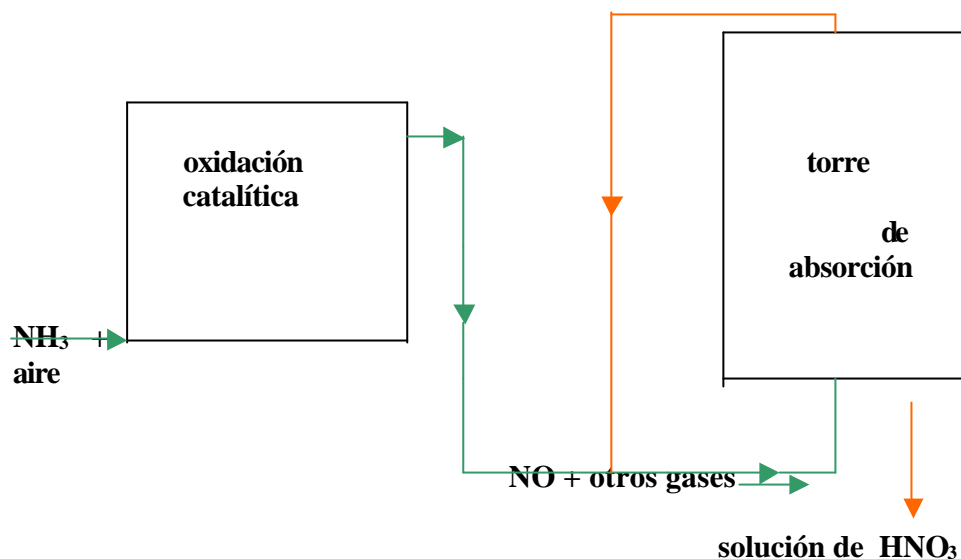 oxidación
catalítica
torre
de
absorción
NH₃ +
aire
NO + otros gases
solución de HNO₃